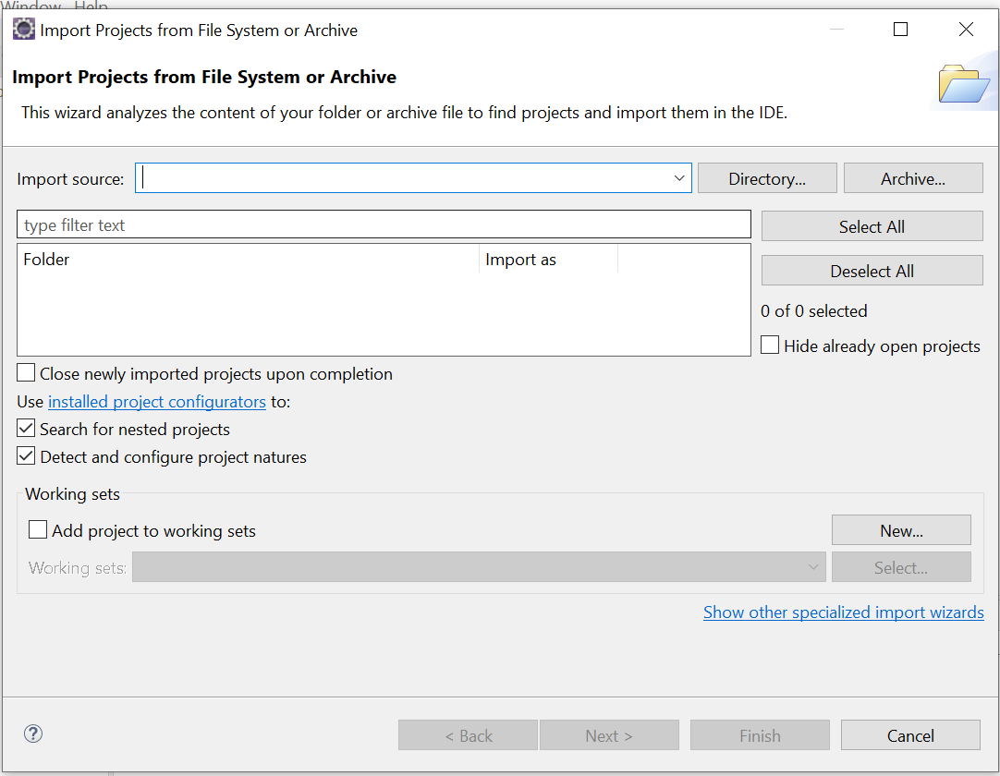 Window Help
Import Projects from File System or Archive
Import Projects from File System or Archive
This wizard analyzes the content of your folder or archive file to find projects and import them in the IDE.
Import source: Directory... Archive...
type filter text Select All
Folder Import as
Deselect All
0 of 0 selected
Hide already open projects
Close newly imported projects upon completion
Use installed project configurators to:
Search for nested projects
Detect and configure project natures
Working sets
Add project to working sets New...
Working sets: Select...
Show other specialized import wizards
? < Back Next > Finish Cancel